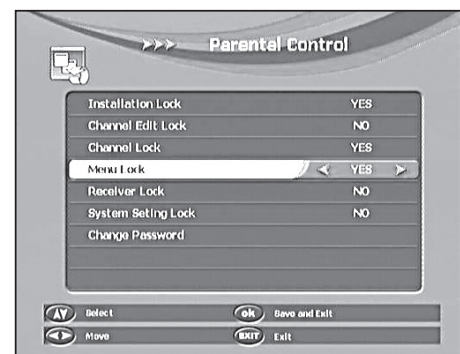 >>> Parental Control
Installation Lock YES
Channel Edit Lock NO
Channel Lock YES
Menu Lock YES
Receiver Lock NO
System Seting Lock NO
Change Password
Select ok Save and Exit
Move EXIT Exit